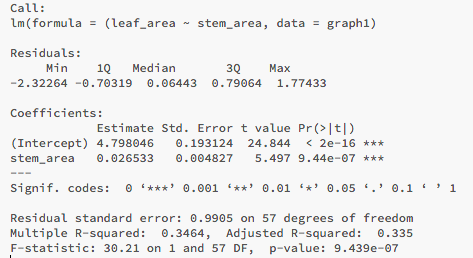 Call:
lm(formula = (leaf_area ~ stem_area, data = graph1)
Residuals:
Min 1Q Median 3Q Max
-2.32264 -0.70319 0.06443 0.79064 1.77433
Coefficients:
Estimate Std. Error t value Pr(>|t|)
(Intercept) 4.798046 0.193124 24.844 < 2e-16 ***
stem_area 0.026533 0.004827 5.497 9.44e-07 ***
---
Signif. codes: 0 ‘***’ 0.001 ‘**’ 0.01 ‘*’ 0.05 ‘.’ 0.1 ‘ ’ 1
Residual standard error: 0.9905 on 57 degrees of freedom
Multiple R-squared: 0.3464, Adjusted R-squared: 0.335
F-statistic: 30.21 on 1 and 57 DF, p-value: 9.439e-07